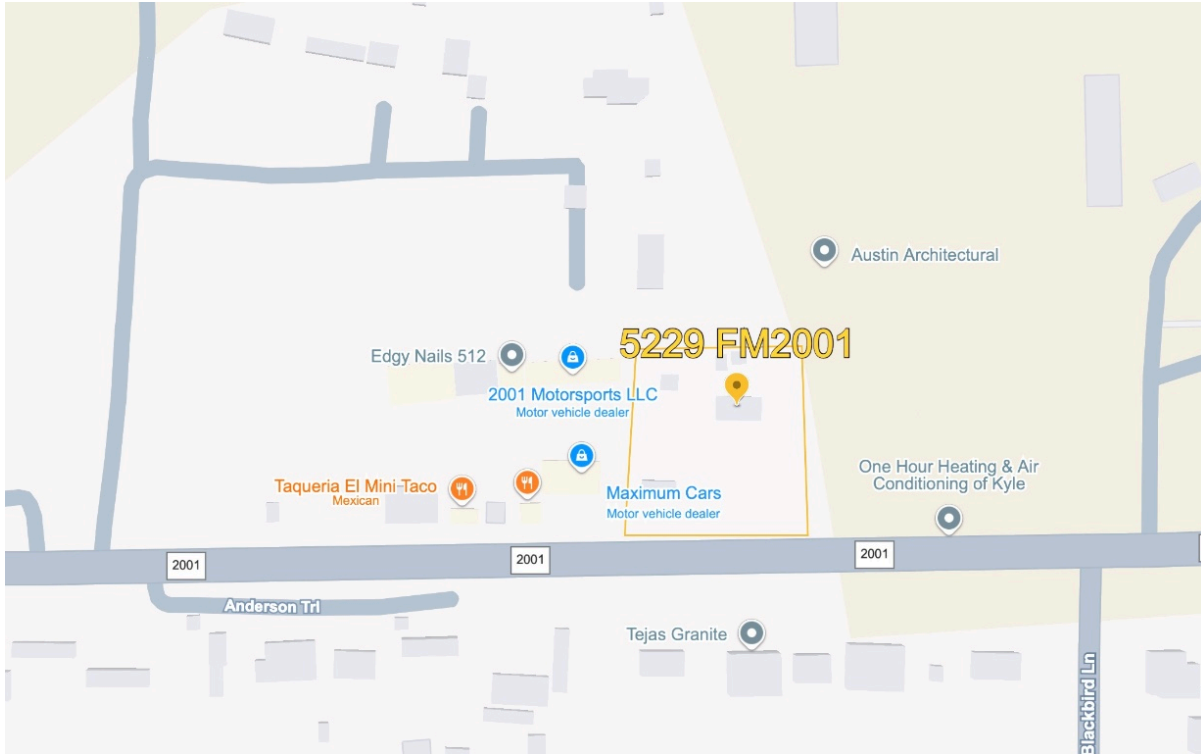 Austin Architectural
5229 FM2001
Edgy Nails 512
2001 Motorsports LLC
Motor vehicle dealer
One Hour Heating & Air
Conditioning of Kyle
Taqueria El Mini Taco
Mexican
Maximum Cars
Motor vehicle dealer
2001
2001
2001
Anderson Trl
Tejas Granite
Blackbird Ln